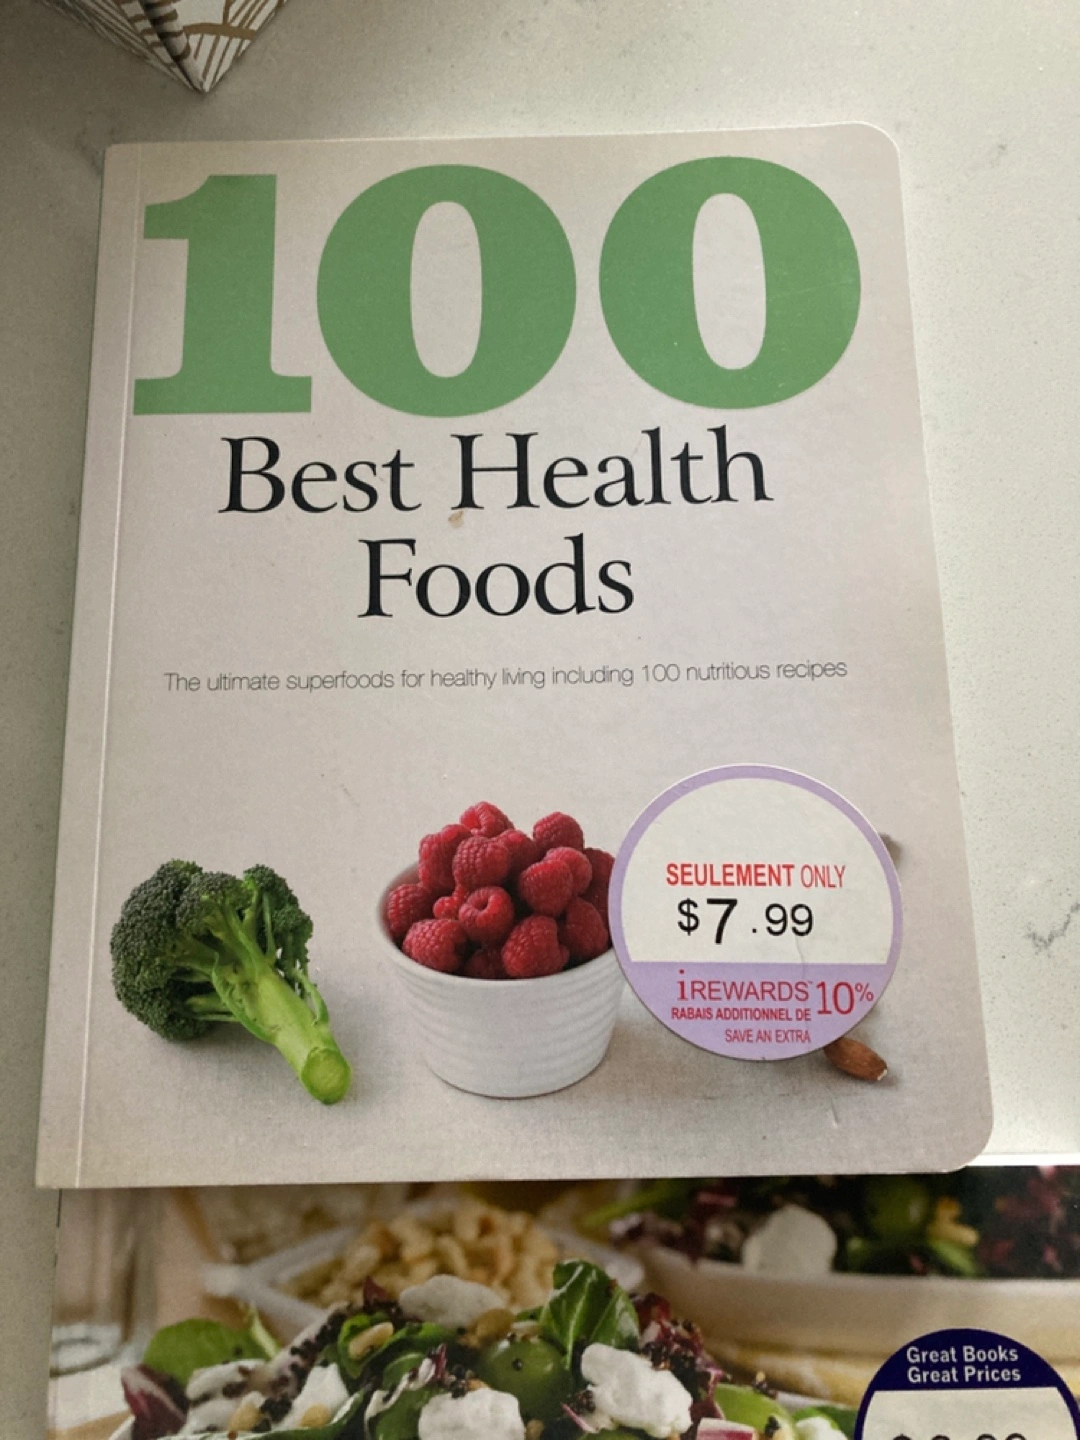 100
Best Health
Foods
The ultimate superfoods for healthy living including 100 nutritious recipes
SEULEMENT ONLY
$7.99
iREWARDS™ 10%
RABAIS ADDITIONNEL DE
SAVE AN EXTRA
Great Books
Great Prices